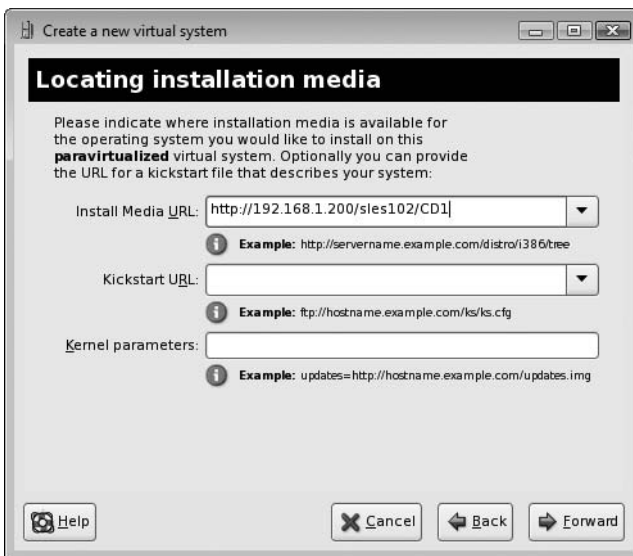 Create a new virtual system
Locating installation media
Please indicate where installation media is available for
the operating system you would like to install on this
paravirtualized virtual system. Optionally you can provide
the URL for a kickstart file that describes your system:
Install Media URL: http://192.168.1.200/sles102/CD1
Example: http://servername.example.com/distro/i386/tree
Kickstart URL:
Example: ftp://hostname.example.com/ks/ks.cfg
Kernel parameters:
Example: updates=http://hostname.example.com/updates.img
Help Cancel Back Forward